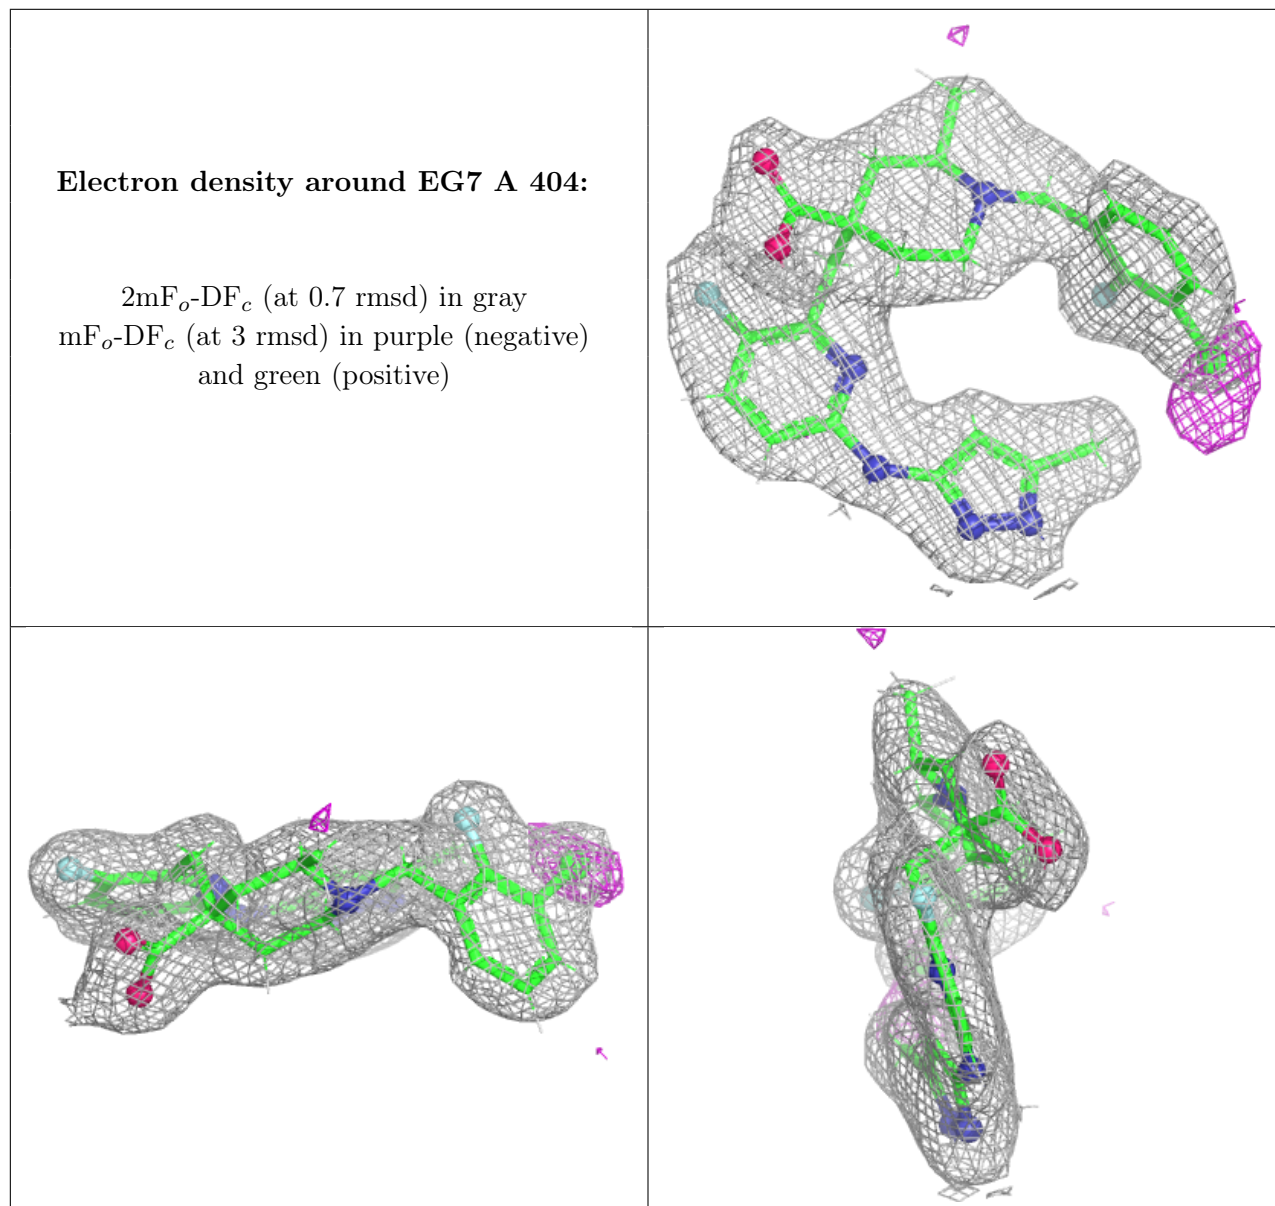 Electron density around EG7 A 404:
2mFo-DFc (at 0.7 rmsd) in gray
mFo-DFc (at 3 rmsd) in purple (negative)
and green (positive)